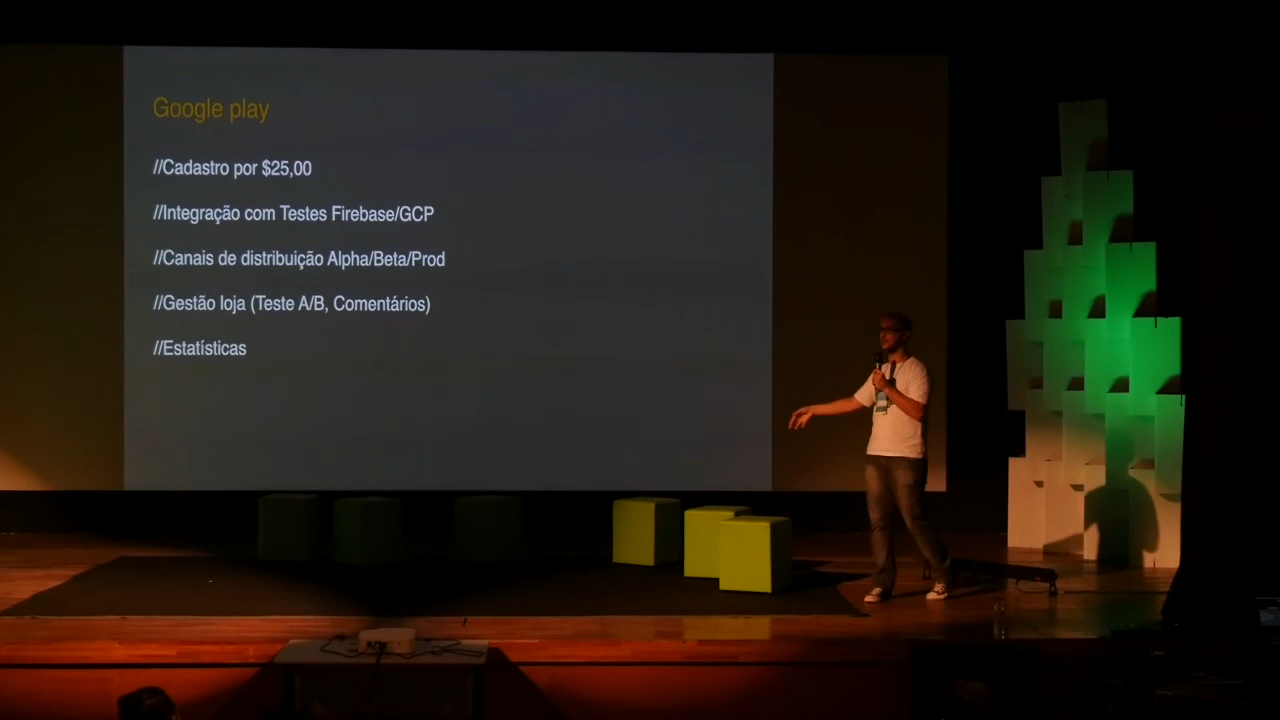 Google play
//Cadastro por $25,00
//Integração com Testes Firebase/GCP
//Canais de distribuição Alpha/Beta/Prod
//Gestão loja (Teste A/B, Comentários)
//Estatísticas